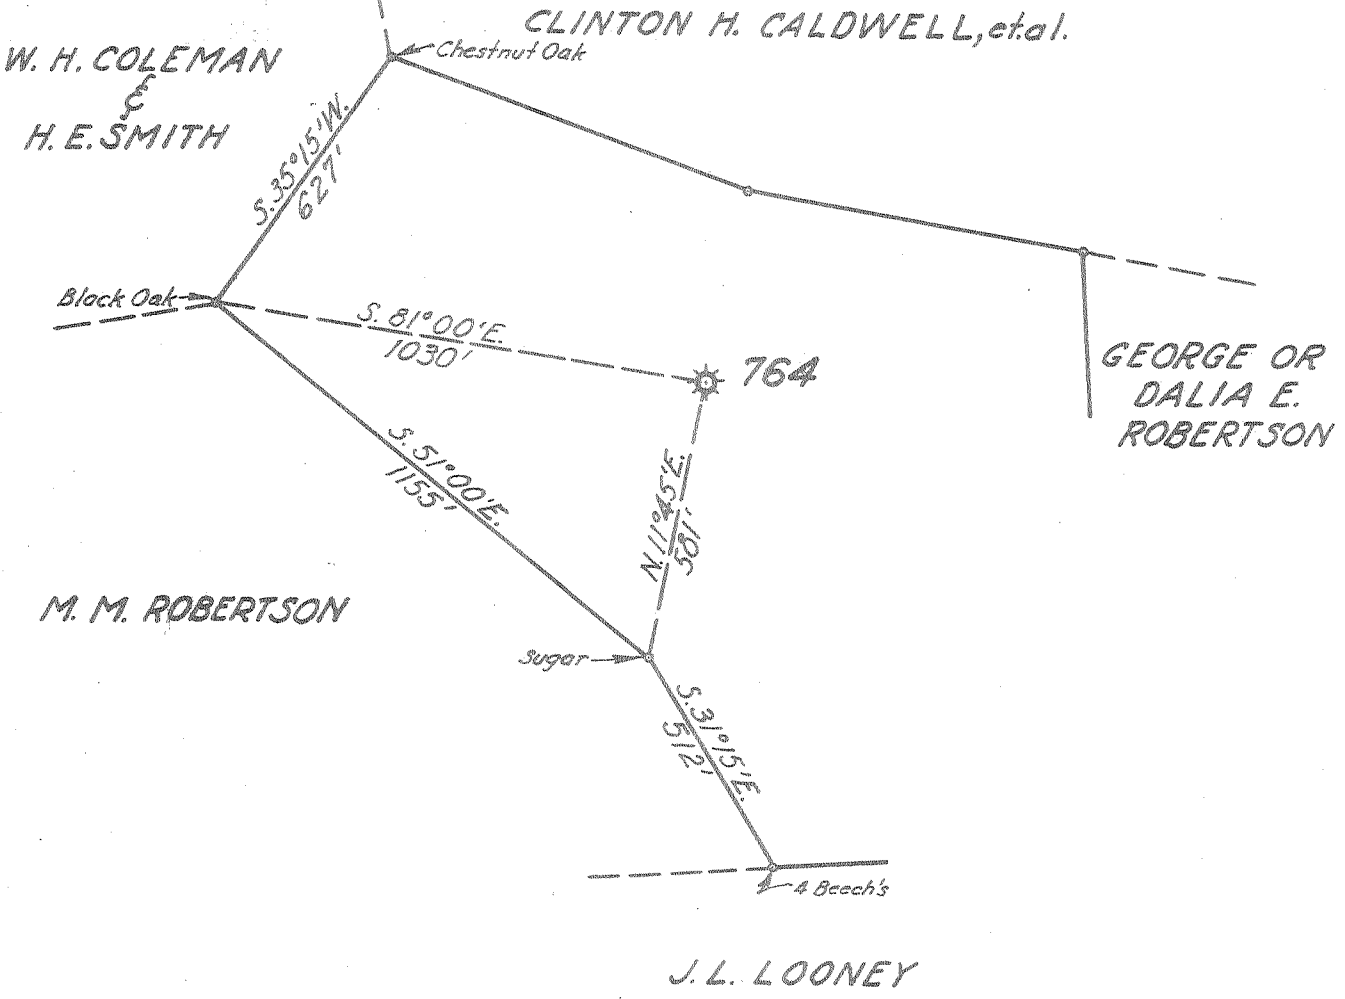 CLINTON H. CALDWELL, et.al.
W. H. COLEMAN
&
H. E. SMITH
Chestnut Oak
S. 35°15'W.
627'
Black Oak
S. 81°00'E.
1030'
764
GEORGE OR
DALIA E.
ROBERTSON
S. 51°00'E.
1155'
N. 11°45'E.
581'
M. M. ROBERTSON
Sugar
S. 31°15'E.
512'
4 Beech's
J. L. LOONEY